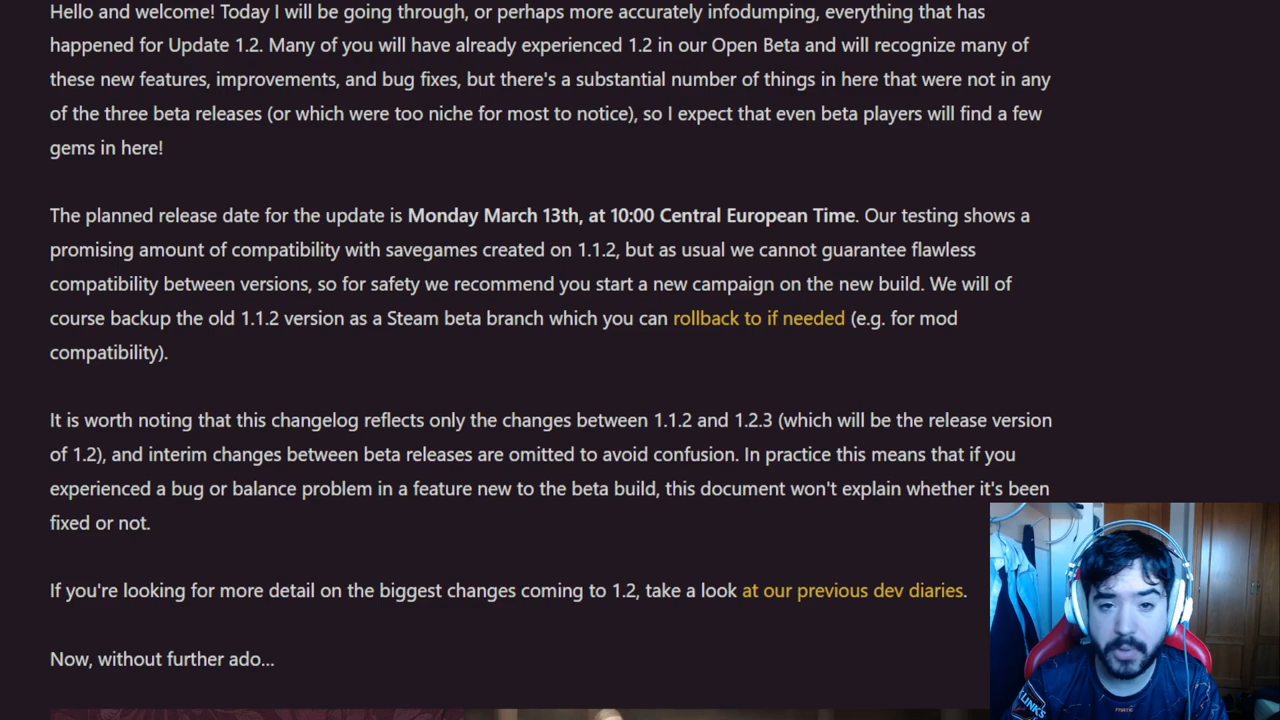 Hello and welcome! Today I will be going through, or perhaps more accurately infodumping, everything that has
happened for Update 1.2. Many of you will have already experienced 1.2 in our Open Beta and will recognize many of
these new features, improvements, and bug fixes, but there's a substantial number of things in here that were not in any
of the three beta releases (or which were too niche for most to notice), so I expect that even beta players will find a few
gems in here!
The planned release date for the update is Monday March 13th, at 10:00 Central European Time. Our testing shows a
promising amount of compatibility with savegames created on 1.1.2, but as usual we cannot guarantee flawless
compatibility between versions, so for safety we recommend you start a new campaign on the new build. We will of
course backup the old 1.1.2 version as a Steam beta branch which you can rollback to if needed (e.g. for mod
compatibility).
It is worth noting that this changelog reflects only the changes between 1.1.2 and 1.2.3 (which will be the release version
of 1.2), and interim changes between beta releases are omitted to avoid confusion. In practice this means that if you
experienced a bug or balance problem in a feature new to the beta build, this document won't explain whether it's been
fixed or not.
If you're looking for more detail on the biggest changes coming to 1.2, take a look at our previous dev diaries.
Now, without further ado...